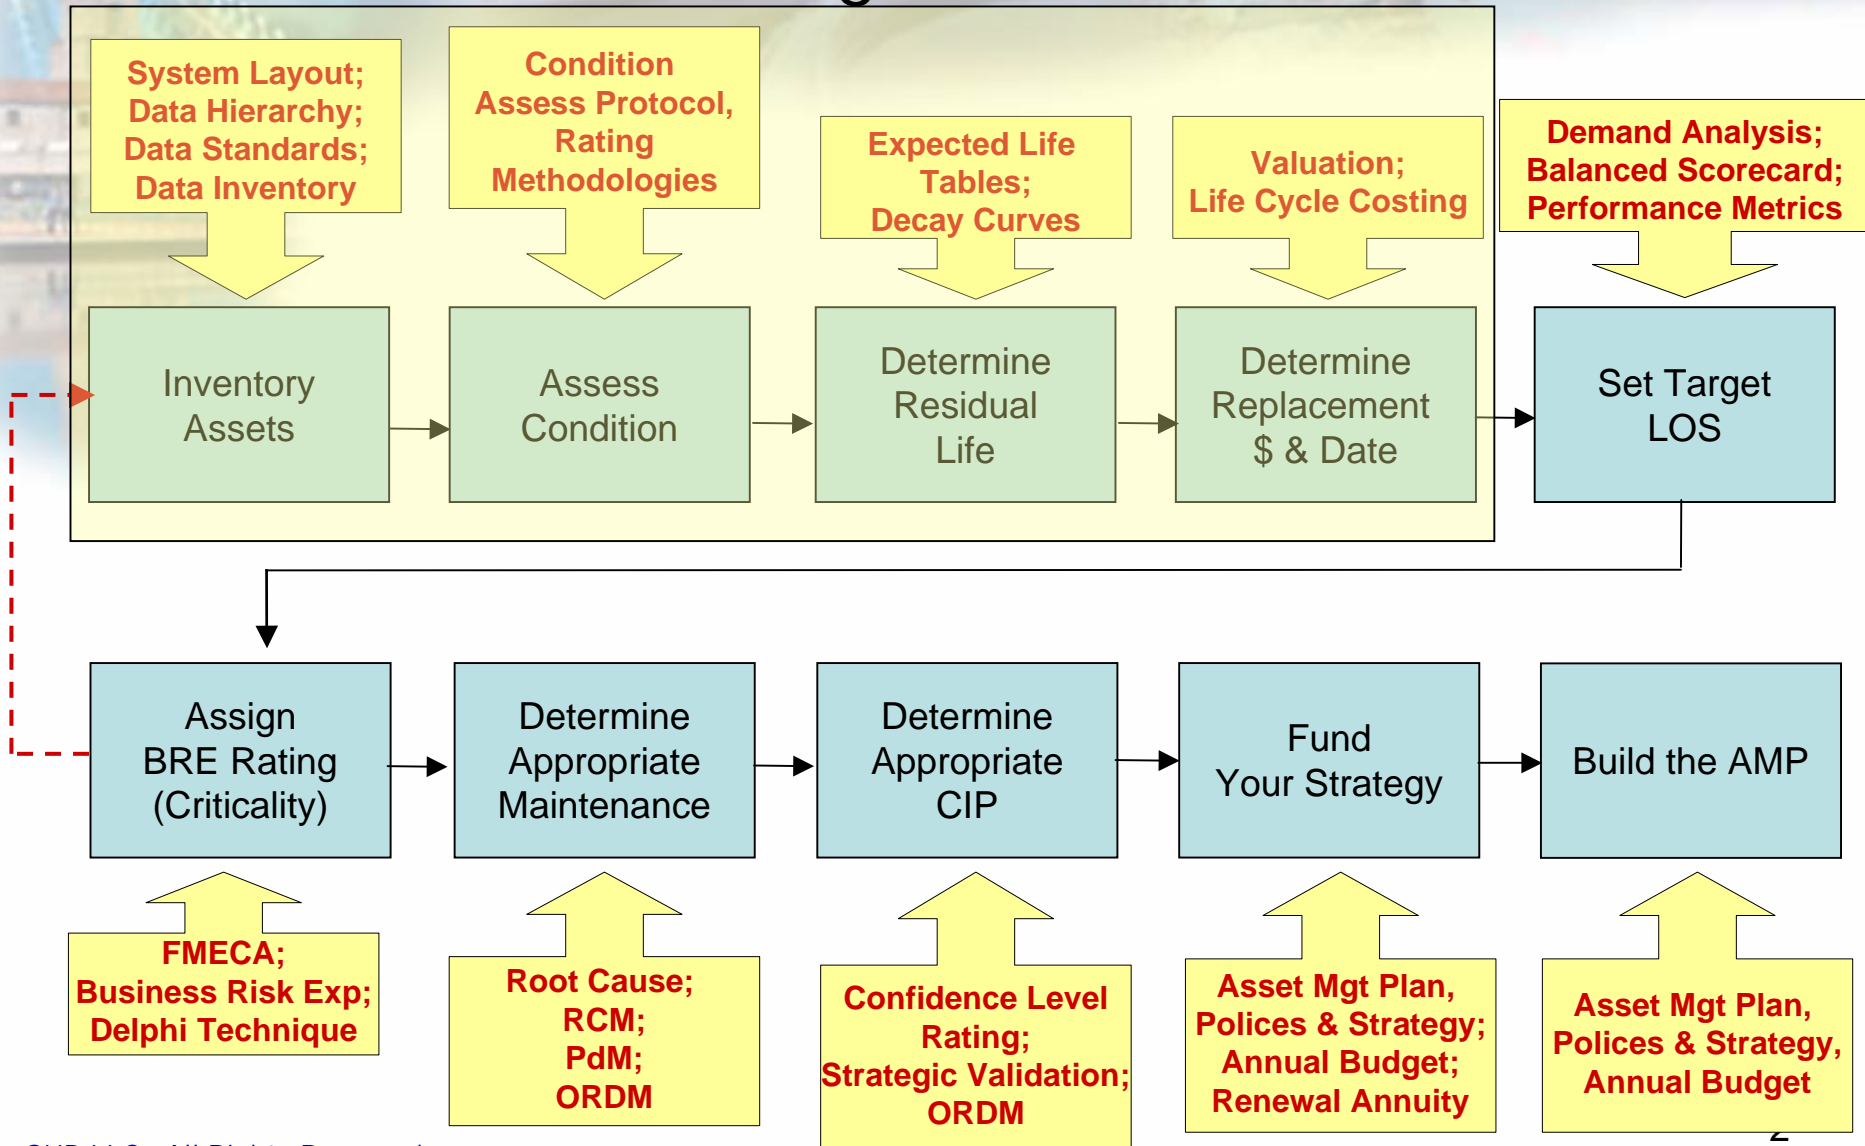 System Layout;
Data Hierarchy;
Data Standards;
Data Inventory
Condition
Assess Protocol,
Rating
Methodologies
Expected Life
Tables;
Decay Curves
Valuation;
Life Cycle Costing
Demand Analysis;
Balanced Scorecard;
Performance Metrics
Inventory
Assets
Assess
Condition
Determine
Residual
Life
Determine
Replacement
$ & Date
Set Target
LOS
Assign
BRE Rating
(Criticality)
Determine
Appropriate
Maintenance
Determine
Appropriate
CIP
Fund
Your Strategy
Build the AMP
FMECA;
Business Risk Exp;
Delphi Technique
Root Cause;
RCM;
PdM;
ORDM
Confidence Level
Rating;
Strategic Validation;
ORDM
Asset Mgt Plan,
Polices & Strategy;
Annual Budget;
Renewal Annuity
Asset Mgt Plan,
Polices & Strategy,
Annual Budget